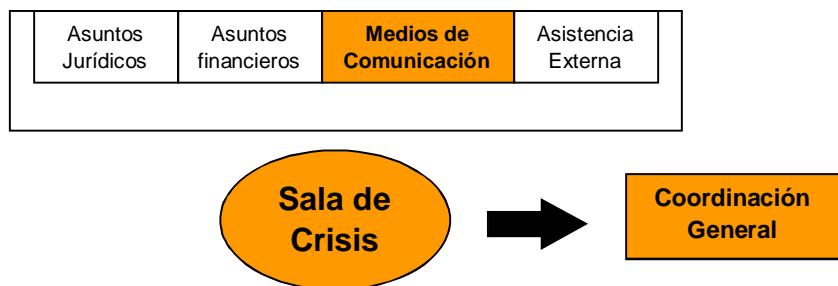 Asuntos
Jurídicos
Asuntos
financieros
Medios de
Comunicación
Asistencia
Externa
Sala de
Crisis
Coordinación
General